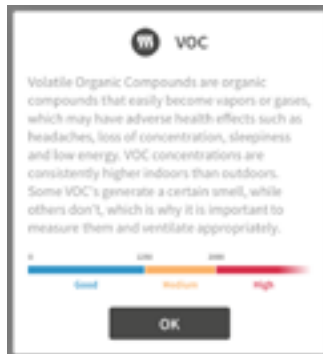 VOC
Volatile Organic Compounds are organic
compounds that easily become vapors or gases,
which may have adverse health effects such as
headaches, loss of concentration, sleepiness
and low energy. VOC concentrations are
consistently higher indoors than outdoors.
Some VOC's generate a certain smell, while
others don't, which is why it is important to
measure them and ventilate appropriately.
0
Good Medium High
OK